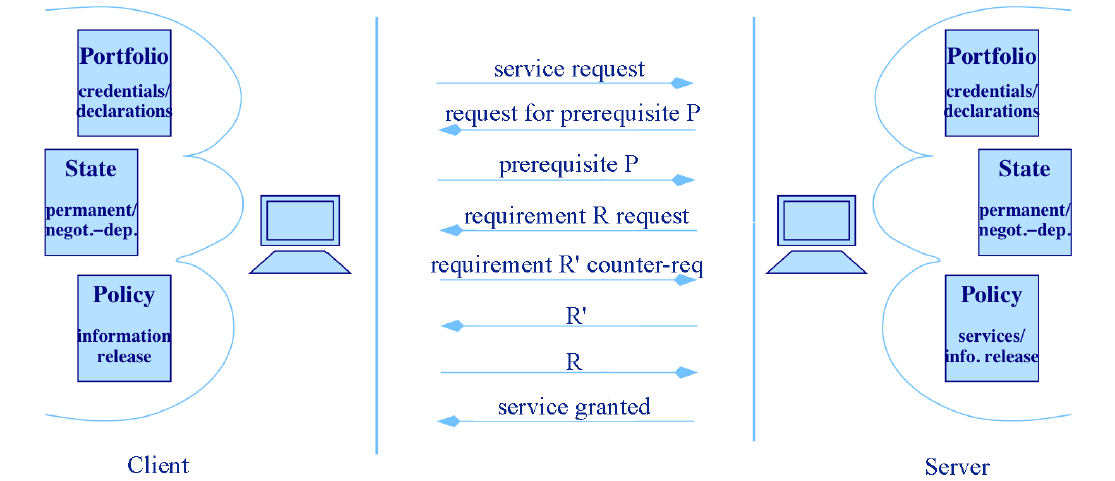 Portfolio
credentials/
declarations
State
permanent/
negot.−dep.
Policy
information
release
Client
service request
request for prerequisite P
prerequisite P
requirement R request
requirement R' counter-req
R'
R
service granted
Portfolio
credentials/
declarations
State
permanent/
negot.−dep.
Policy
services/
info. release
Server